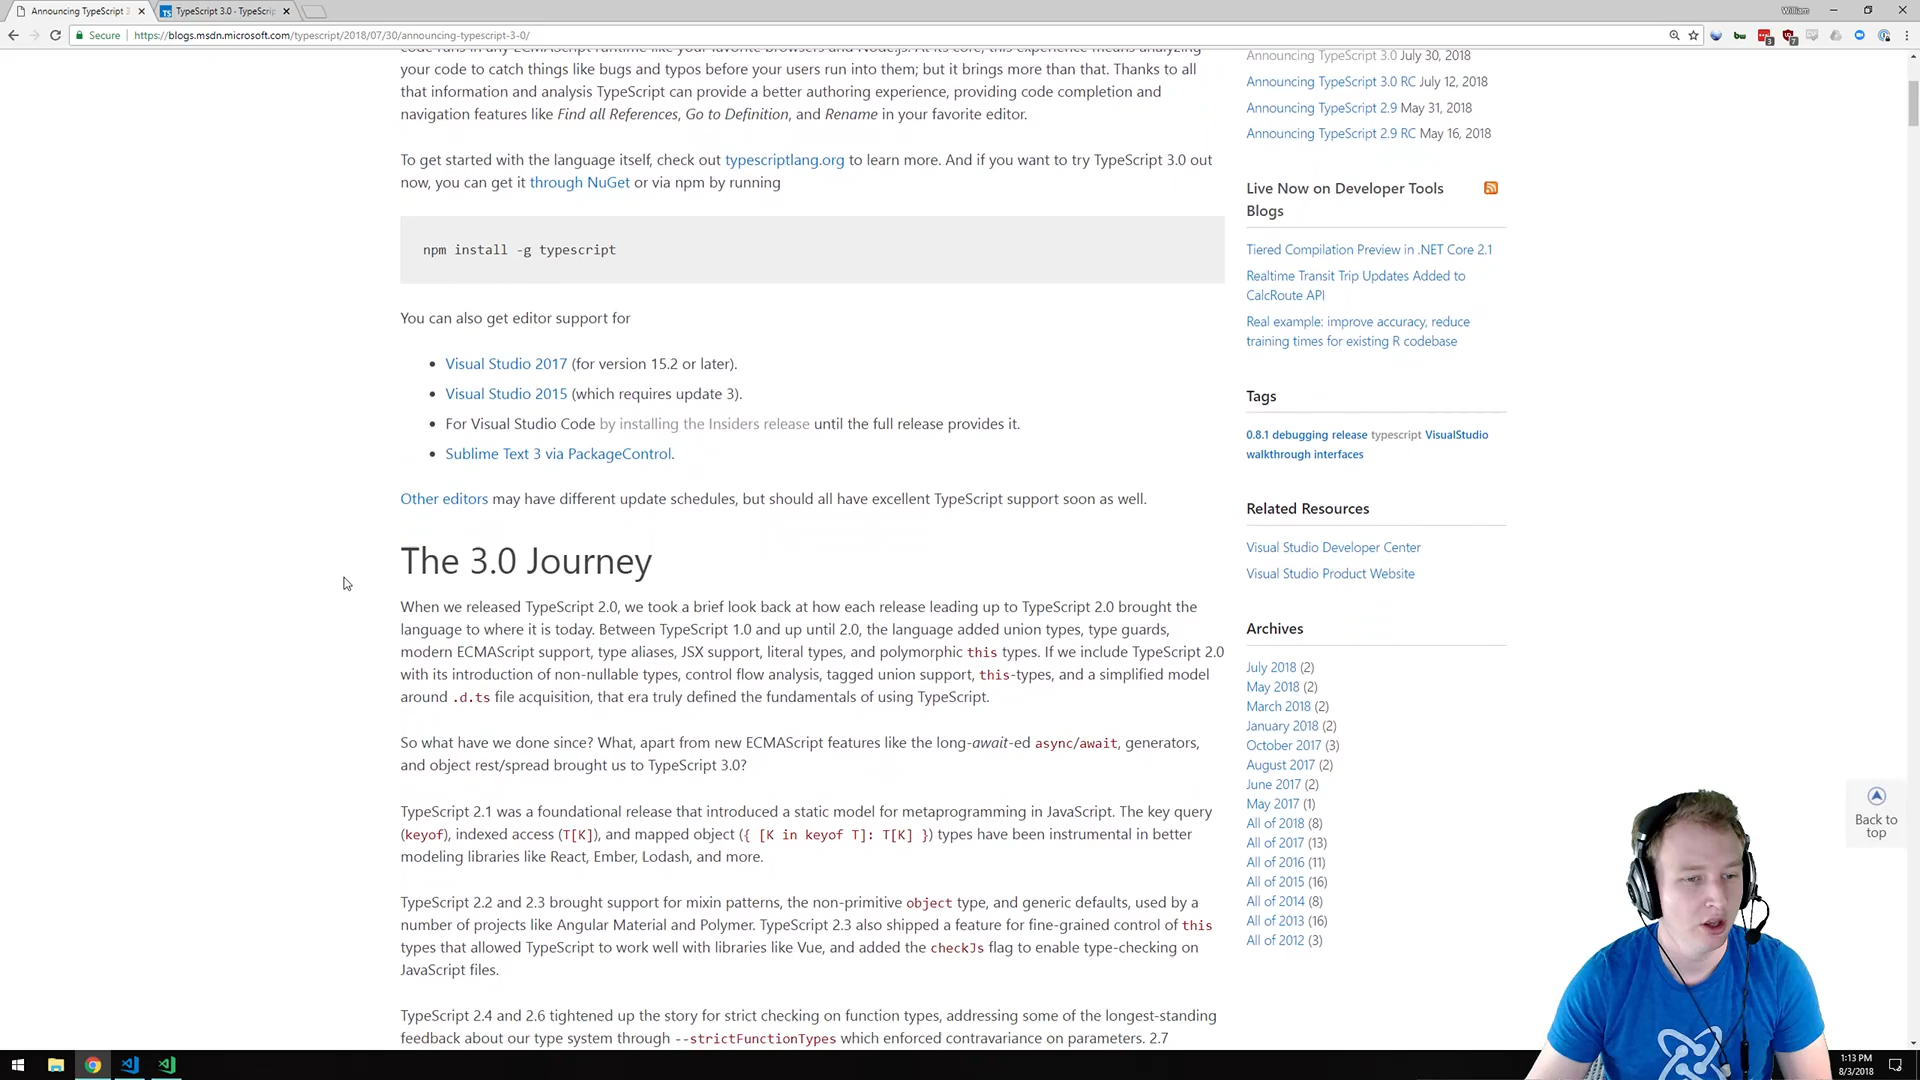 Announcing TypeScript 3
TypeScript 3.0 - TypeScrip
William
Secure
https://blogs.msdn.microsoft.com/typescript/2018/07/30/announcing-typescript-3-0/
code runs in any ECMAScript runtime like your favorite browsers and Node.js. At its core, this experience means analyzing
your code to catch things like bugs and typos before your users run into them; but it brings more than that. Thanks to all
that information and analysis TypeScript can provide a better authoring experience, providing code completion and
navigation features like Find all References, Go to Definition, and Rename in your favorite editor.
To get started with the language itself, check out typescriptlang.org to learn more. And if you want to try TypeScript 3.0 out
now, you can get it through NuGet or via npm by running
npm install -g typescript
You can also get editor support for
• Visual Studio 2017 (for version 15.2 or later).
• Visual Studio 2015 (which requires update 3).
• For Visual Studio Code by installing the Insiders release until the full release provides it.
• Sublime Text 3 via PackageControl.
Other editors may have different update schedules, but should all have excellent TypeScript support soon as well.
The 3.0 Journey
When we released TypeScript 2.0, we took a brief look back at how each release leading up to TypeScript 2.0 brought the
language to where it is today. Between TypeScript 1.0 and up until 2.0, the language added union types, type guards,
modern ECMAScript support, type aliases, JSX support, literal types, and polymorphic this types. If we include TypeScript 2.0
with its introduction of non-nullable types, control flow analysis, tagged union support, this-types, and a simplified model
around .d.ts file acquisition, that era truly defined the fundamentals of using TypeScript.
So what have we done since? What, apart from new ECMAScript features like the long-await-ed async/await, generators,
and object rest/spread brought us to TypeScript 3.0?
TypeScript 2.1 was a foundational release that introduced a static model for metaprogramming in JavaScript. The key query
(keyof), indexed access (T[K]), and mapped object ({ [K in keyof T]: T[K] }) types have been instrumental in better
modeling libraries like React, Ember, Lodash, and more.
TypeScript 2.2 and 2.3 brought support for mixin patterns, the non-primitive object type, and generic defaults, used by a
number of projects like Angular Material and Polymer. TypeScript 2.3 also shipped a feature for fine-grained control of this
types that allowed TypeScript to work well with libraries like Vue, and added the checkJs flag to enable type-checking on
JavaScript files.
TypeScript 2.4 and 2.6 tightened up the story for strict checking on function types, addressing some of the longest-standing
feedback about our type system through --strictFunctionTypes which enforced contravariance on parameters. 2.7
Announcing TypeScript 3.0 July 30, 2018
Announcing TypeScript 3.0 RC July 12, 2018
Announcing TypeScript 2.9 May 31, 2018
Announcing TypeScript 2.9 RC May 16, 2018
Live Now on Developer Tools
Blogs
Tiered Compilation Preview in .NET Core 2.1
Realtime Transit Trip Updates Added to
CalcRoute API
Real example: improve accuracy, reduce
training times for existing R codebase
Tags
0.8.1 debugging release typescript VisualStudio
walkthrough interfaces
Related Resources
Visual Studio Developer Center
Visual Studio Product Website
Archives
July 2018 (2)
May 2018 (2)
March 2018 (2)
January 2018 (2)
October 2017 (3)
August 2017 (2)
June 2017 (2)
May 2017 (1)
All of 2018 (8)
All of 2017 (13)
All of 2016 (11)
All of 2015 (16)
All of 2014 (8)
All of 2013 (16)
All of 2012 (3)
Back to
top
1:13 PM
8/3/2018